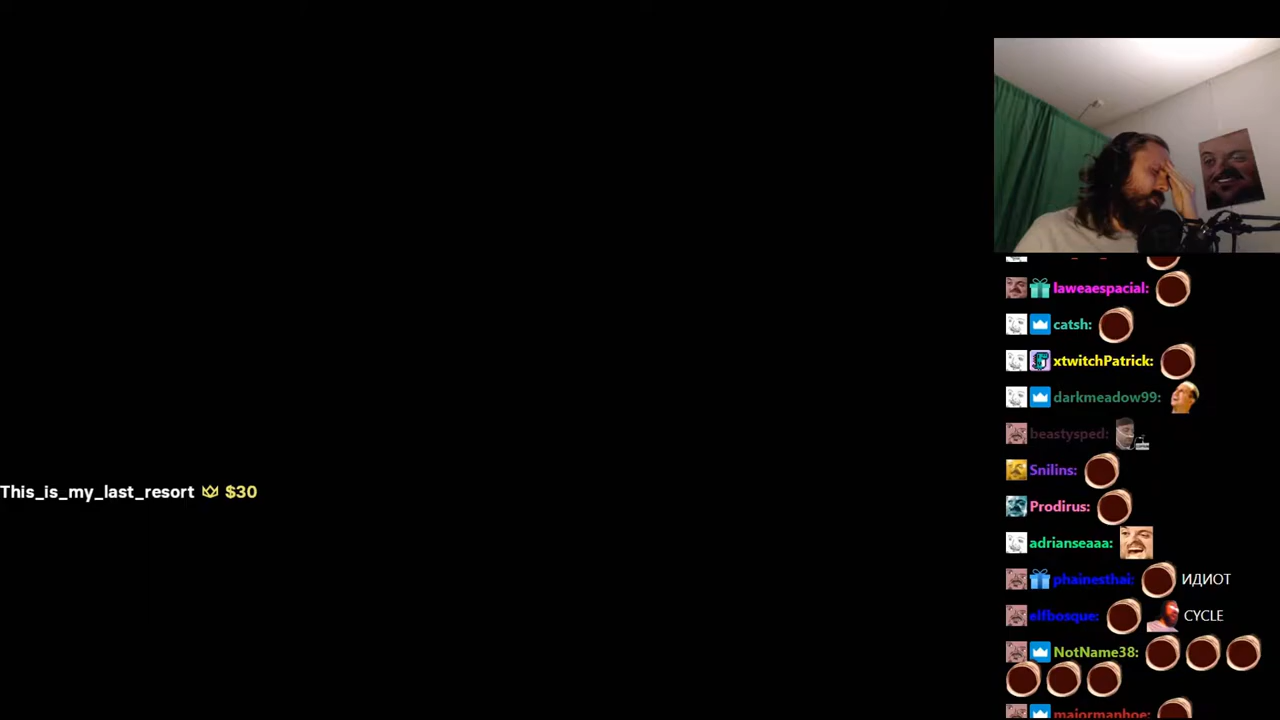 laweaespacial:
catsh:
xtwitchPatrick:
darkmeadow99:
beastysped:
Snilins:
This_is_my_last_resort $30
Prodirus:
adrianseaaa:
phainesthai: ИДИОТ
elfbosque: CYCLE
NotName38:
majormanhoe: